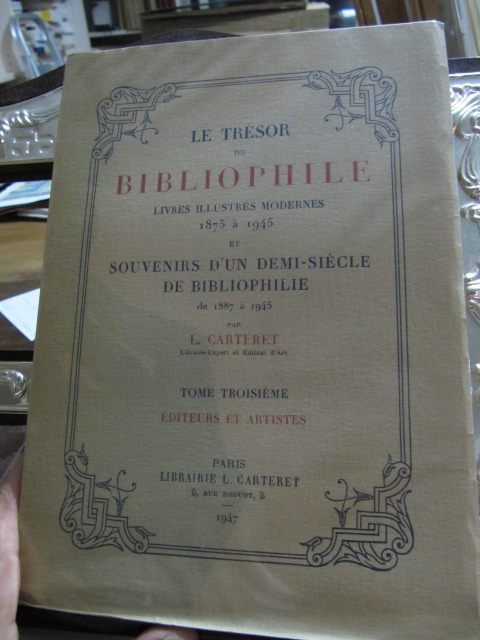 LE TRÉSOR
DU
BIBLIOPHILE
LIVRES ILLUSTRÉS MODERNES
1875 à 1945
ET
SOUVENIRS D'UN DEMI-SIÈCLE
DE BIBLIOPHILIE
de 1887 à 1945
PAR
L. CARTERET
Libraire-Expert et Éditeur d'Art
TOME TROISIÈME
EDITEURS ET ARTISTES
PARIS
LIBRAIRIE L. CARTERET
5, RUE DROUOT, 5
1947